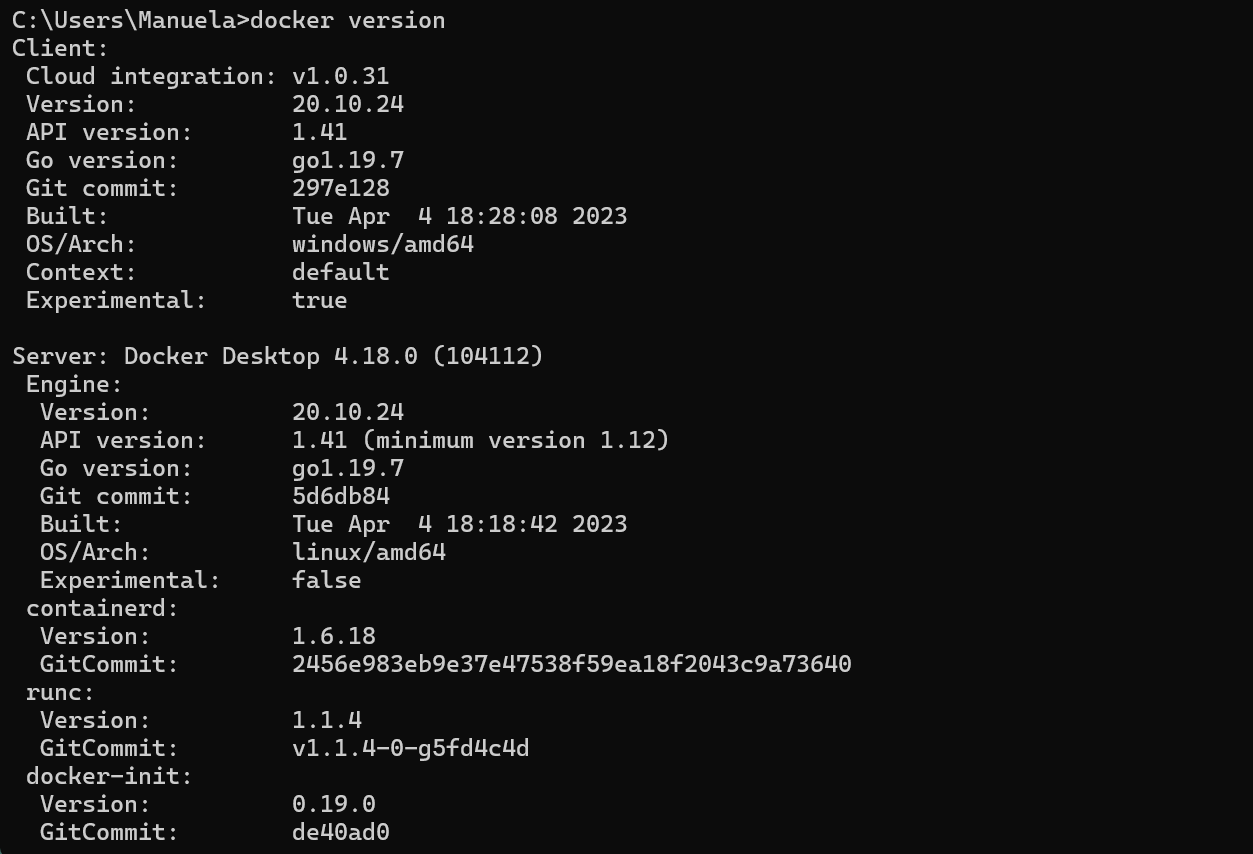 C:\Users\Manuela>docker version
Client:
 Cloud integration: v1.0.31
 Version:           20.10.24
 API version:       1.41
 Go version:        go1.19.7
 Git commit:        297e128
 Built:             Tue Apr  4 18:28:08 2023
 OS/Arch:           windows/amd64
 Context:           default
 Experimental:      true

Server: Docker Desktop 4.18.0 (104112)
 Engine:
  Version:          20.10.24
  API version:      1.41 (minimum version 1.12)
  Go version:       go1.19.7
  Git commit:       5d6db84
  Built:            Tue Apr  4 18:18:42 2023
  OS/Arch:          linux/amd64
  Experimental:     false
 containerd:
  Version:          1.6.18
  GitCommit:        2456e983eb9e37e47538f59ea18f2043c9a73640
 runc:
  Version:          1.1.4
  GitCommit:        v1.1.4-0-g5fd4c4d
 docker-init:
  Version:          0.19.0
  GitCommit:        de40ad0